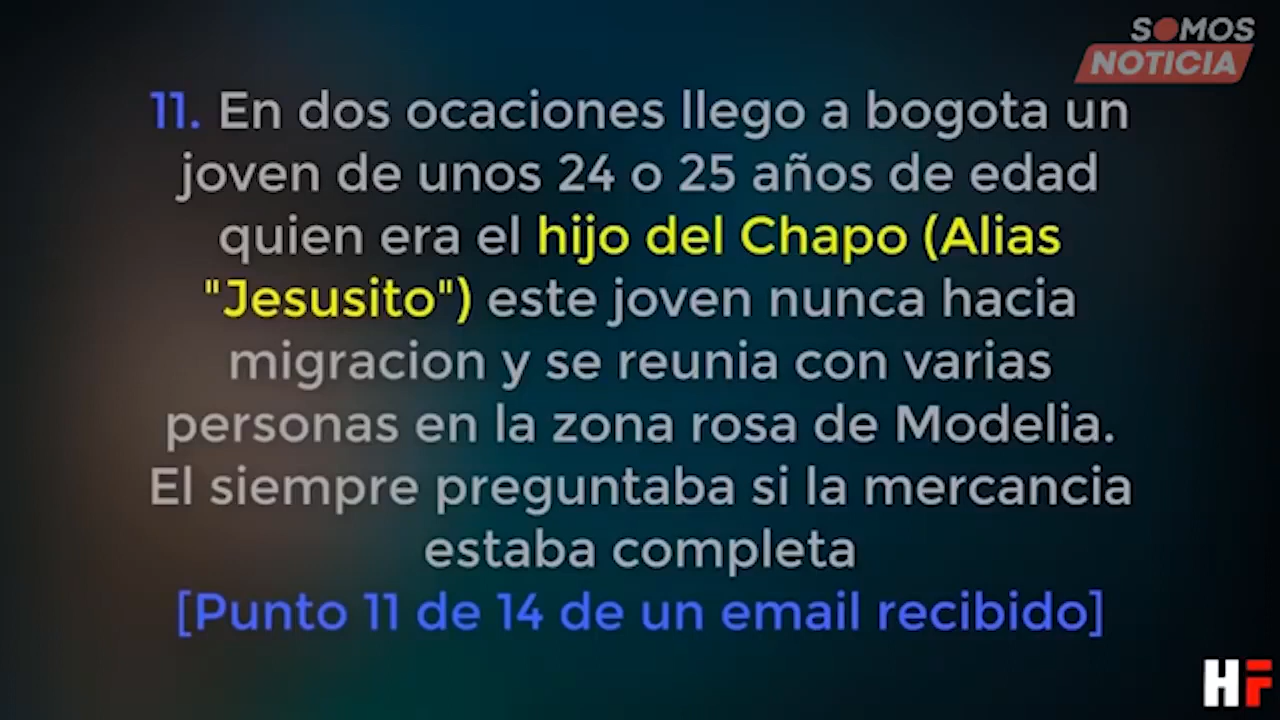 SOMOS
NOTICIA
11. En dos ocaciones llego a bogota un
joven de unos 24 o 25 años de edad
quien era el hijo del Chapo (Alias
"Jesusito") este joven nunca hacia
migracion y se reunia con varias
personas en la zona rosa de Modelia.
El siempre preguntaba si la mercancia
estaba completa
[Punto 11 de 14 de un email recibido]
HF